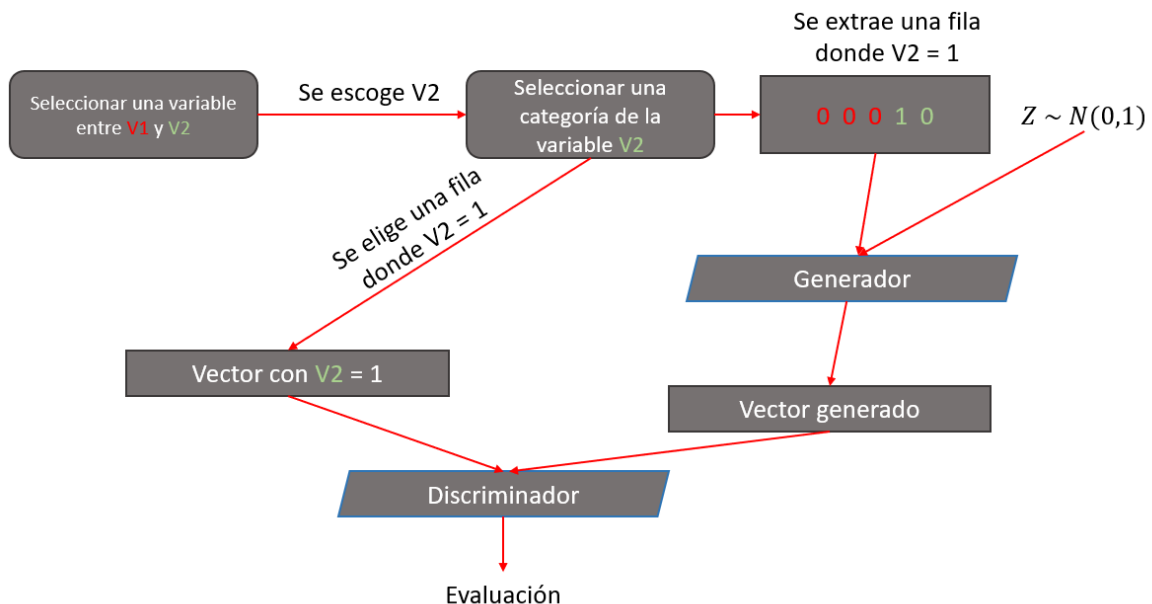 Se extrae una fila
donde V2 = 1
Seleccionar una variable
entre V1 y V2
Se escoge V2
Seleccionar una
categoría de la
variable V2
0 0 0 1 0
Z ~ N(0,1)
Se elige una fila
donde V2 = 1
Generador
Vector con V2 = 1
Vector generado
Discriminador
Evaluación